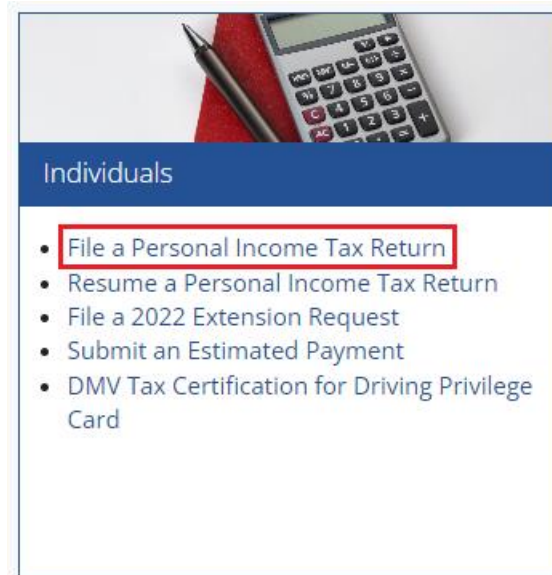 Individuals
File a Personal Income Tax Return
Resume a Personal Income Tax Return
File a 2022 Extension Request
Submit an Estimated Payment
DMV Tax Certification for Driving Privilege
Card